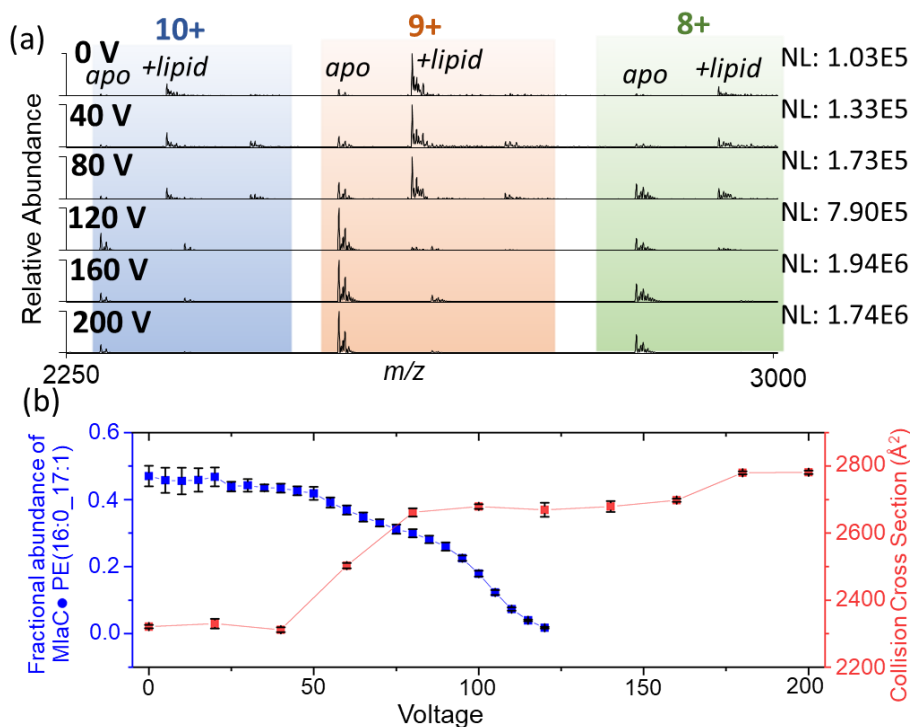 (a)
10+
9+
8+
0 V
apo
+lipid
apo
+lipid
apo
+lipid
NL: 1.03E5
40 V
NL: 1.33E5
80 V
NL: 1.73E5
120 V
NL: 7.90E5
160 V
NL: 1.94E6
200 V
NL: 1.74E6
Relative Abundance
2250
m/z
3000
(b)
Fractional abundance of
MlaC● PE(16:0_17:1)
0.6
0.4
0.2
0.0
0
50
100
150
200
Voltage
2800
2600
2400
2200
Collision Cross Section (Å²)